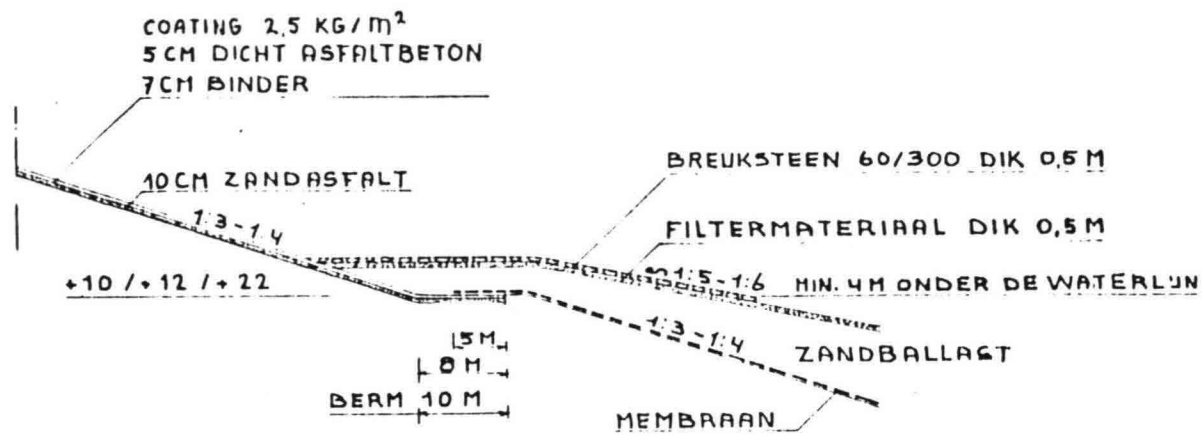 COATING 2,5 KG/M²
5 CM DICHT ASFALTBETON
7 CM BINDER
10 CM ZANDASFALT
BREUKSTEEN 60/300 DIK 0,5 M
1:3-1:4
FILTERMATERIAAL DIK 0,5 M
1:5-1:6
+10 / + 12 / + 22
MIN. 4 M ONDER DE WATERLIJN
1:3-1:4
ZANDBALLAST
5 M
8 M
BERM 10 M
MEMBRAAN